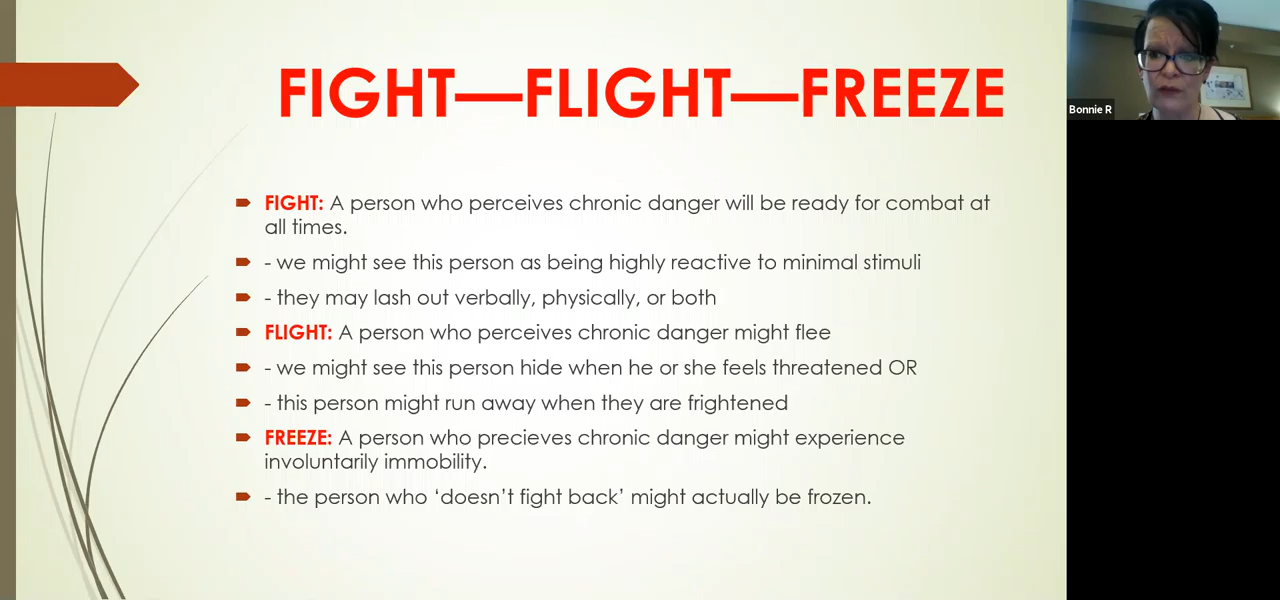 FIGHT—FLIGHT—FREEZE
Bonnie R
FIGHT: A person who perceives chronic danger will be ready for combat at
all times.
- we might see this person as being highly reactive to minimal stimuli
- they may lash out verbally, physically, or both
FLIGHT: A person who perceives chronic danger might flee
- we might see this person hide when he or she feels threatened OR
- this person might run away when they are frightened
FREEZE: A person who precieves chronic danger might experience
involuntarily immobility.
- the person who ‘doesn’t fight back’ might actually be frozen.